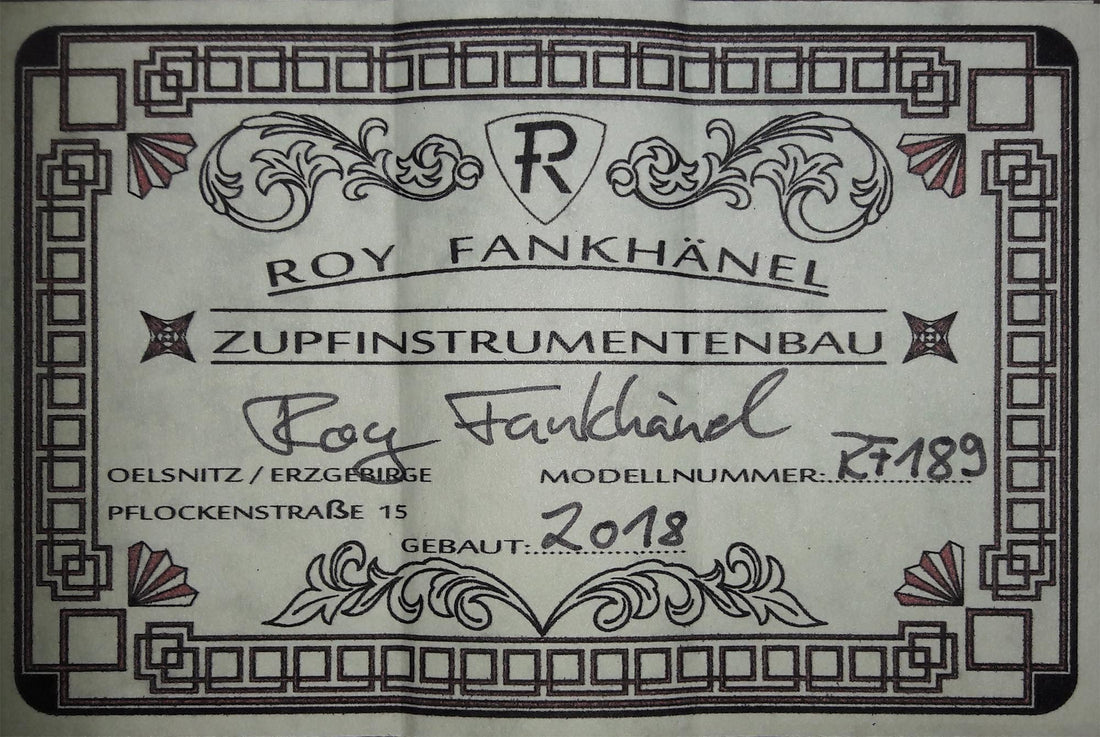 R
ROY FANKHÄNEL
ZUPFINSTRUMENTENBAU
Roy Fankhänel
OELSNITZ / ERZGEBIRGE
PFLOCKENSTRAßE 15
MODELLNUMMER: RF189
GEBAUT: 2018